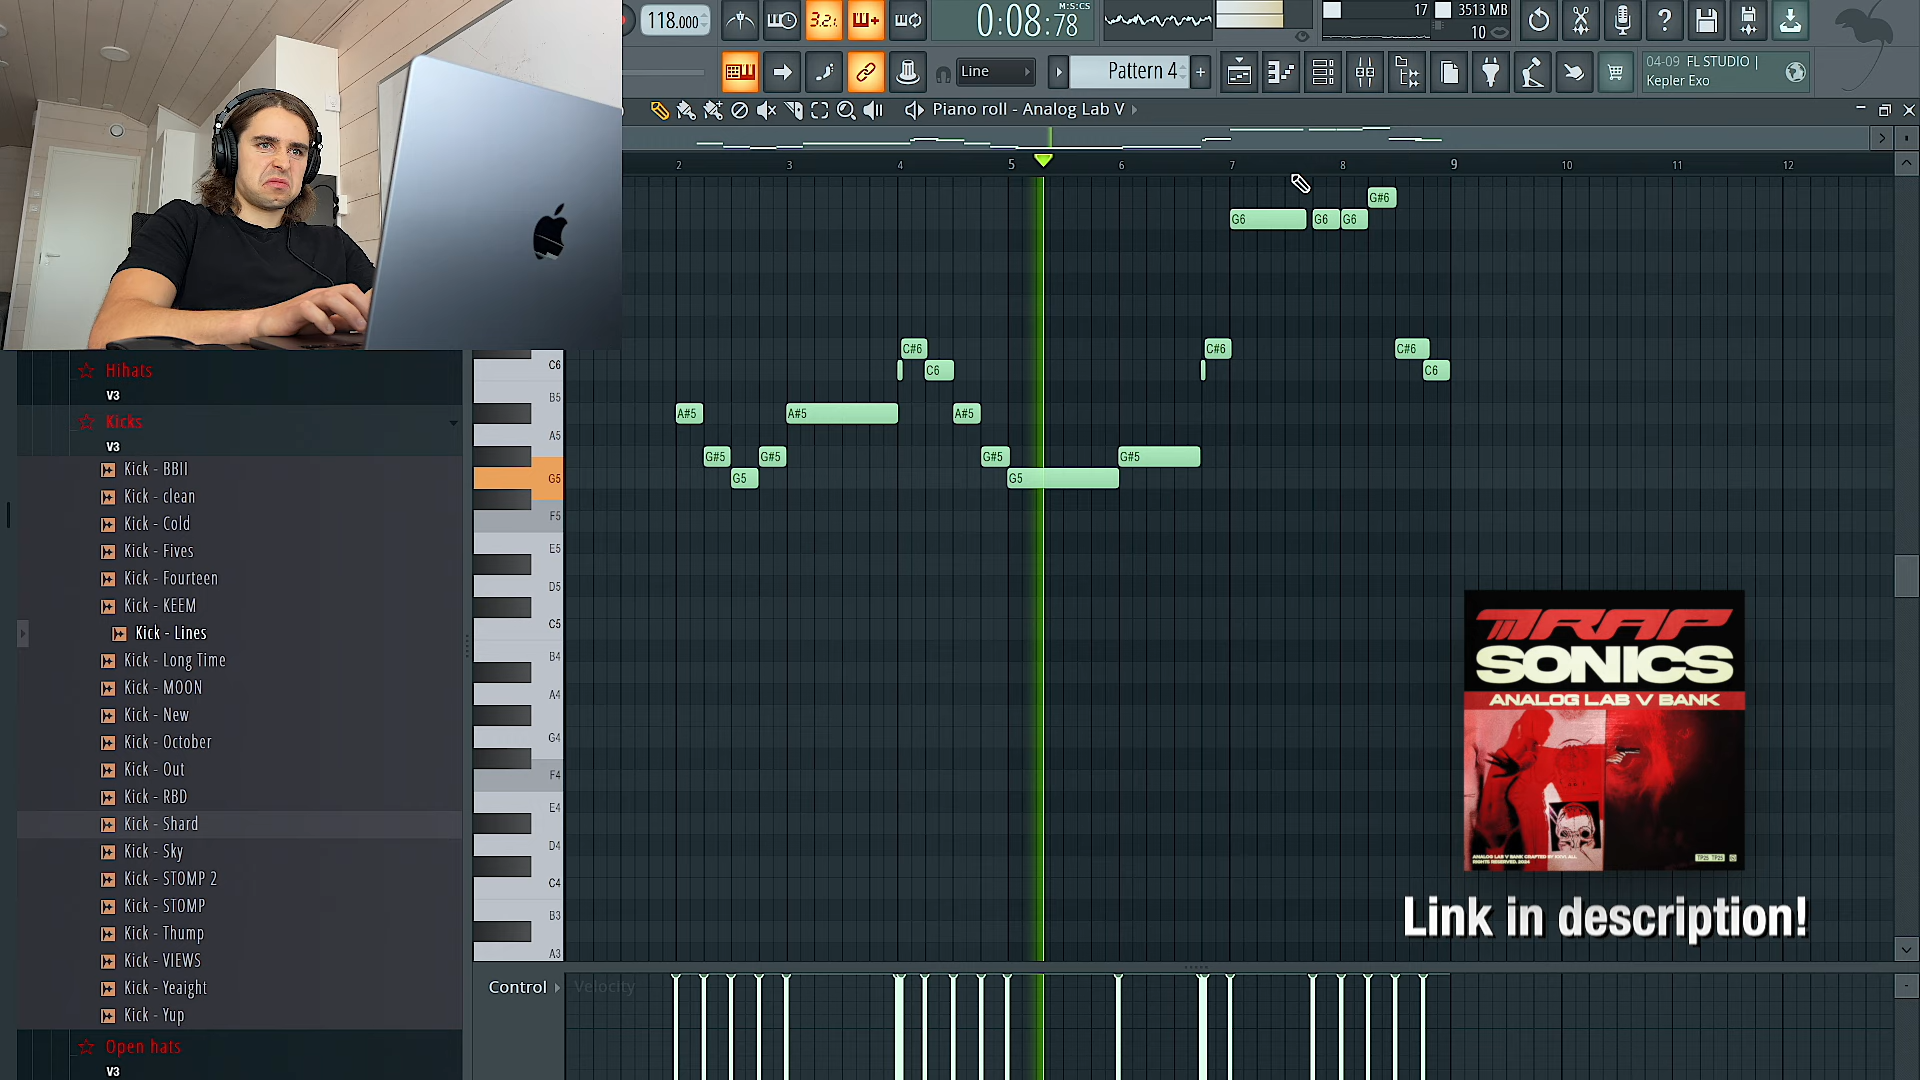 118.000
3.2.
0:08:78
M:S:CS
17
3513 MB
10
Line
Pattern 4
04-09 FL STUDIO |
Kepler Exo
Piano roll - Analog Lab V
2 3 4 5 6 7 8 9 10 11 12
G#6
G6 G6 G6
C#6 C#6 C#6
C6 C6
A#5 A#5 A#5
G#5 G#5 G#5 G#5
G5 G5
C6
B5
A5
G5
F5
E5
D5
C5
B4
A4
G4
F4
E4
D4
C4
B3
A3
Hihats
V3
Kicks
V3
Kick - BBII
Kick - clean
Kick - Cold
Kick - Fives
Kick - Fourteen
Kick - KEEM
Kick - Lines
Kick - Long Time
Kick - MOON
Kick - New
Kick - October
Kick - Out
Kick - RBD
Kick - Shard
Kick - Sky
Kick - STOMP 2
Kick - STOMP
Kick - Thump
Kick - VIEWS
Kick - Yeaight
Kick - Yup
Open hats
V3
TRAP
SONICS
ANALOG LAB V BANK
Link in description!
Control
Velocity